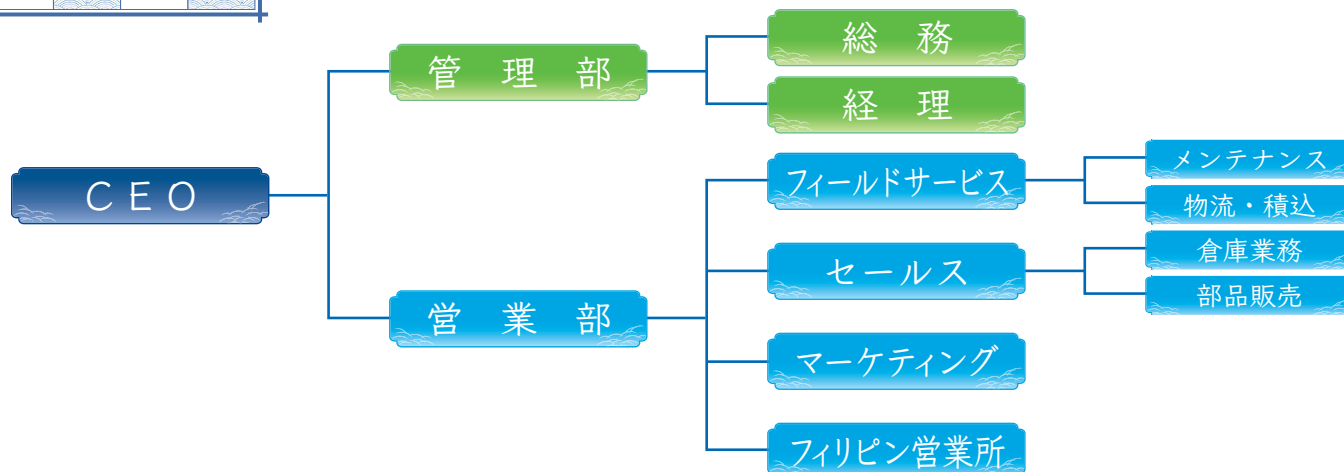 総務
管理部
経理
メンテナンス
フィールドサービス
物流・積込
CEO
倉庫業務
セールス
部品販売
営業部
マーケティング
フィリピン営業所